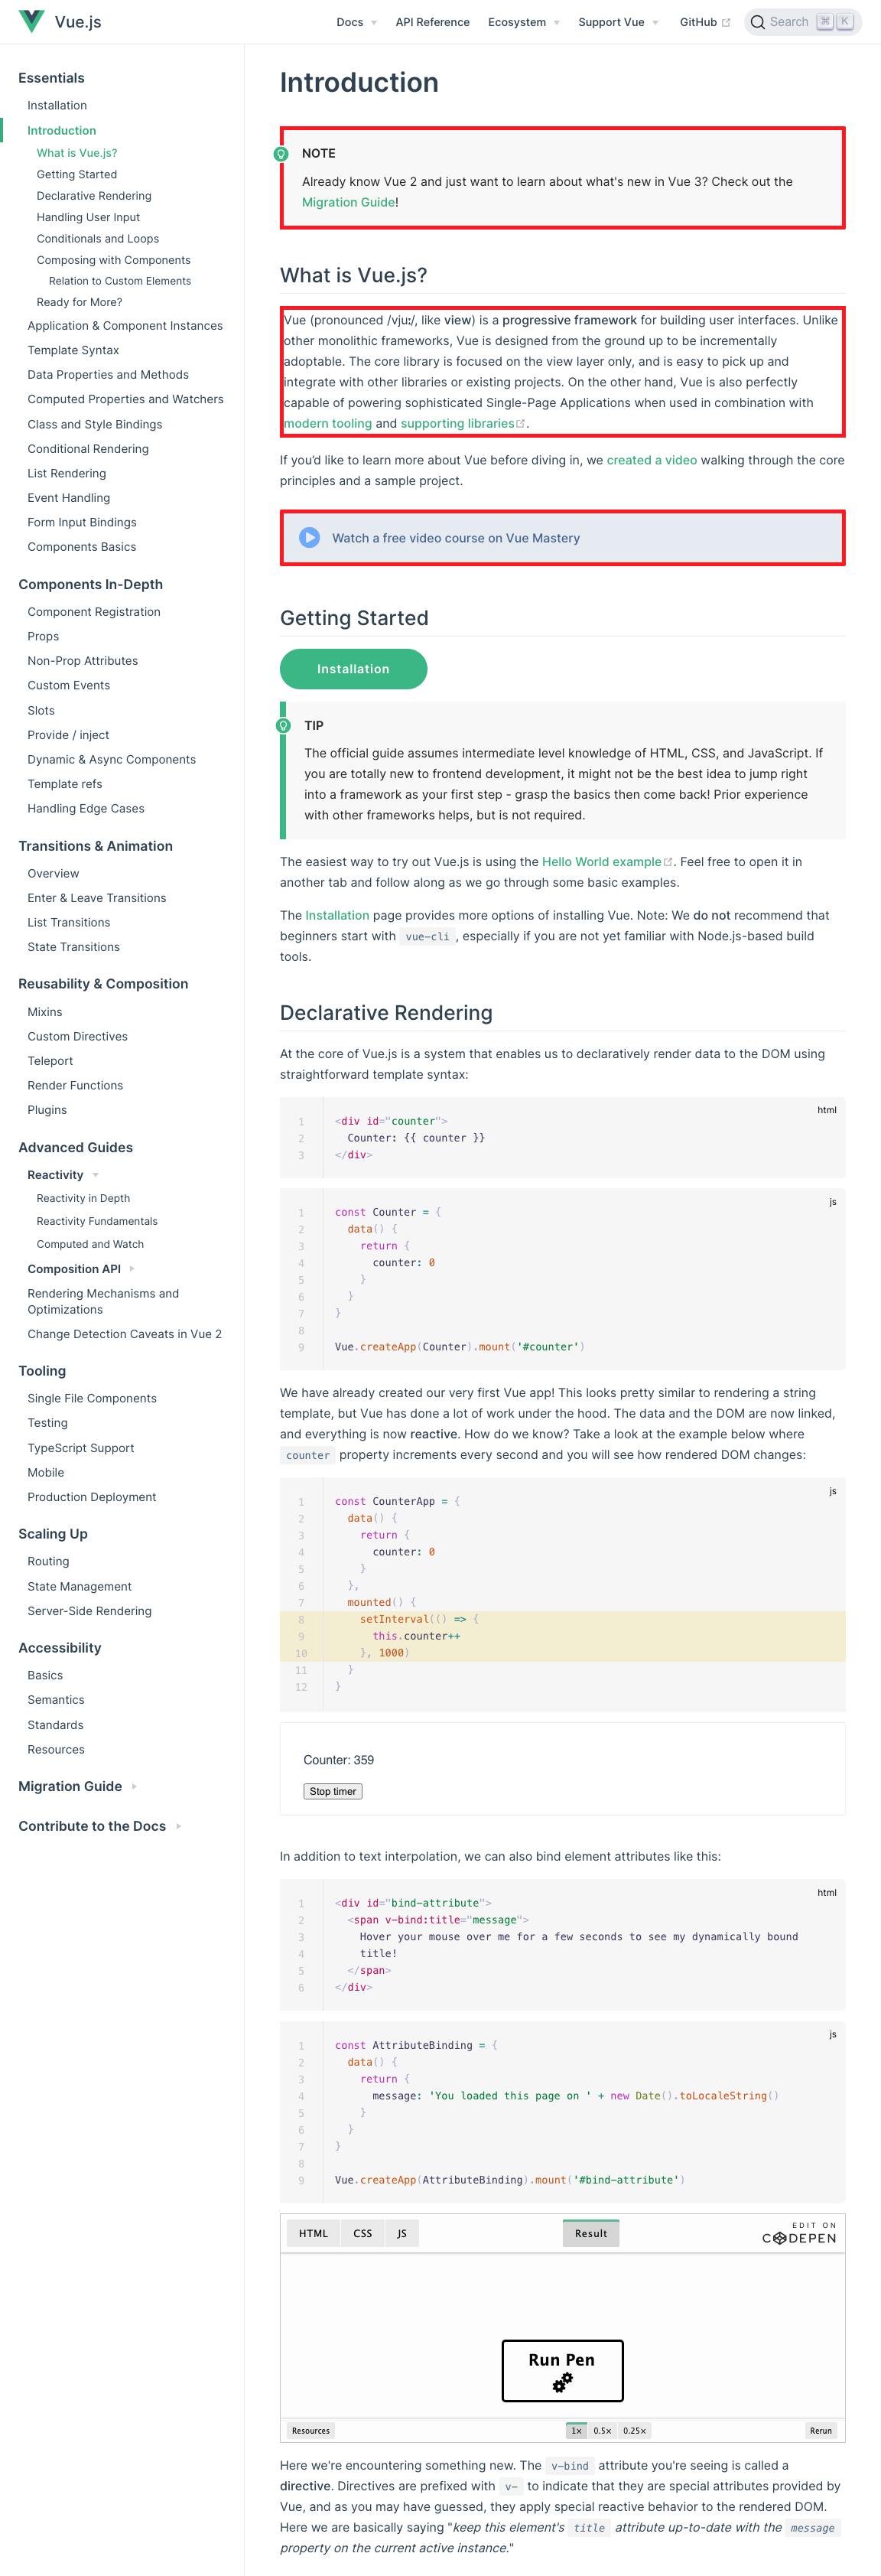 Vue.js
Docs
API Reference
Ecosystem
Support Vue
GitHub
Search ⌘ K
Essentials
Installation
Introduction
What is Vue.js?
Getting Started
Declarative Rendering
Handling User Input
Conditionals and Loops
Composing with Components
Relation to Custom Elements
Ready for More?
Application & Component Instances
Template Syntax
Data Properties and Methods
Computed Properties and Watchers
Class and Style Bindings
Conditional Rendering
List Rendering
Event Handling
Form Input Bindings
Components Basics
Components In-Depth
Component Registration
Props
Non-Prop Attributes
Custom Events
Slots
Provide / inject
Dynamic & Async Components
Template refs
Handling Edge Cases
Transitions & Animation
Overview
Enter & Leave Transitions
List Transitions
State Transitions
Reusability & Composition
Mixins
Custom Directives
Teleport
Render Functions
Plugins
Advanced Guides
Reactivity
Reactivity in Depth
Reactivity Fundamentals
Computed and Watch
Composition API
Rendering Mechanisms and
Optimizations
Change Detection Caveats in Vue 2
Tooling
Single File Components
Testing
TypeScript Support
Mobile
Production Deployment
Scaling Up
Routing
State Management
Server-Side Rendering
Accessibility
Basics
Semantics
Standards
Resources
Migration Guide
Contribute to the Docs
Introduction
NOTE
Already know Vue 2 and just want to learn about what's new in Vue 3? Check out the
Migration Guide!
What is Vue.js?
Vue (pronounced /vjuː/, like view) is a progressive framework for building user interfaces. Unlike
other monolithic frameworks, Vue is designed from the ground up to be incrementally
adoptable. The core library is focused on the view layer only, and is easy to pick up and
integrate with other libraries or existing projects. On the other hand, Vue is also perfectly
capable of powering sophisticated Single-Page Applications when used in combination with
modern tooling and supporting libraries.
If you’d like to learn more about Vue before diving in, we created a video walking through the core
principles and a sample project.
Watch a free video course on Vue Mastery
Getting Started
Installation
TIP
The official guide assumes intermediate level knowledge of HTML, CSS, and JavaScript. If
you are totally new to frontend development, it might not be the best idea to jump right
into a framework as your first step - grasp the basics then come back! Prior experience
with other frameworks helps, but is not required.
The easiest way to try out Vue.js is using the Hello World example. Feel free to open it in
another tab and follow along as we go through some basic examples.
The Installation page provides more options of installing Vue. Note: We do not recommend that
beginners start with vue-cli, especially if you are not yet familiar with Node.js-based build
tools.
Declarative Rendering
At the core of Vue.js is a system that enables us to declaratively render data to the DOM using
straightforward template syntax:
html
1 <div id="counter">
2 Counter: {{ counter }}
3 </div>
js
1 const Counter = {
2 data() {
3 return {
4 counter: 0
5 }
6 }
7 }
8
9 Vue.createApp(Counter).mount('#counter')
We have already created our very first Vue app! This looks pretty similar to rendering a string
template, but Vue has done a lot of work under the hood. The data and the DOM are now linked,
and everything is now reactive. How do we know? Take a look at the example below where
counter property increments every second and you will see how rendered DOM changes:
js
1 const CounterApp = {
2 data() {
3 return {
4 counter: 0
5 }
6 },
7 mounted() {
8 setInterval(() => {
9 this.counter++
10 }, 1000)
11 }
12 }
Counter: 359
Stop timer
In addition to text interpolation, we can also bind element attributes like this:
html
1 <div id="bind-attribute">
2 <span v-bind:title="message">
3 Hover your mouse over me for a few seconds to see my dynamically bound
4 title!
5 </span>
6 </div>
js
1 const AttributeBinding = {
2 data() {
3 return {
4 message: 'You loaded this page on ' + new Date().toLocaleString()
5 }
6 }
7 }
8
9 Vue.createApp(AttributeBinding).mount('#bind-attribute')
HTML CSS JS Result EDIT ON
CODEPEN
Run Pen
Resources 1× 0.5× 0.25× Rerun
Here we're encountering something new. The v-bind attribute you're seeing is called a
directive. Directives are prefixed with v- to indicate that they are special attributes provided by
Vue, and as you may have guessed, they apply special reactive behavior to the rendered DOM.
Here we are basically saying "keep this element's title attribute up-to-date with the message
property on the current active instance."